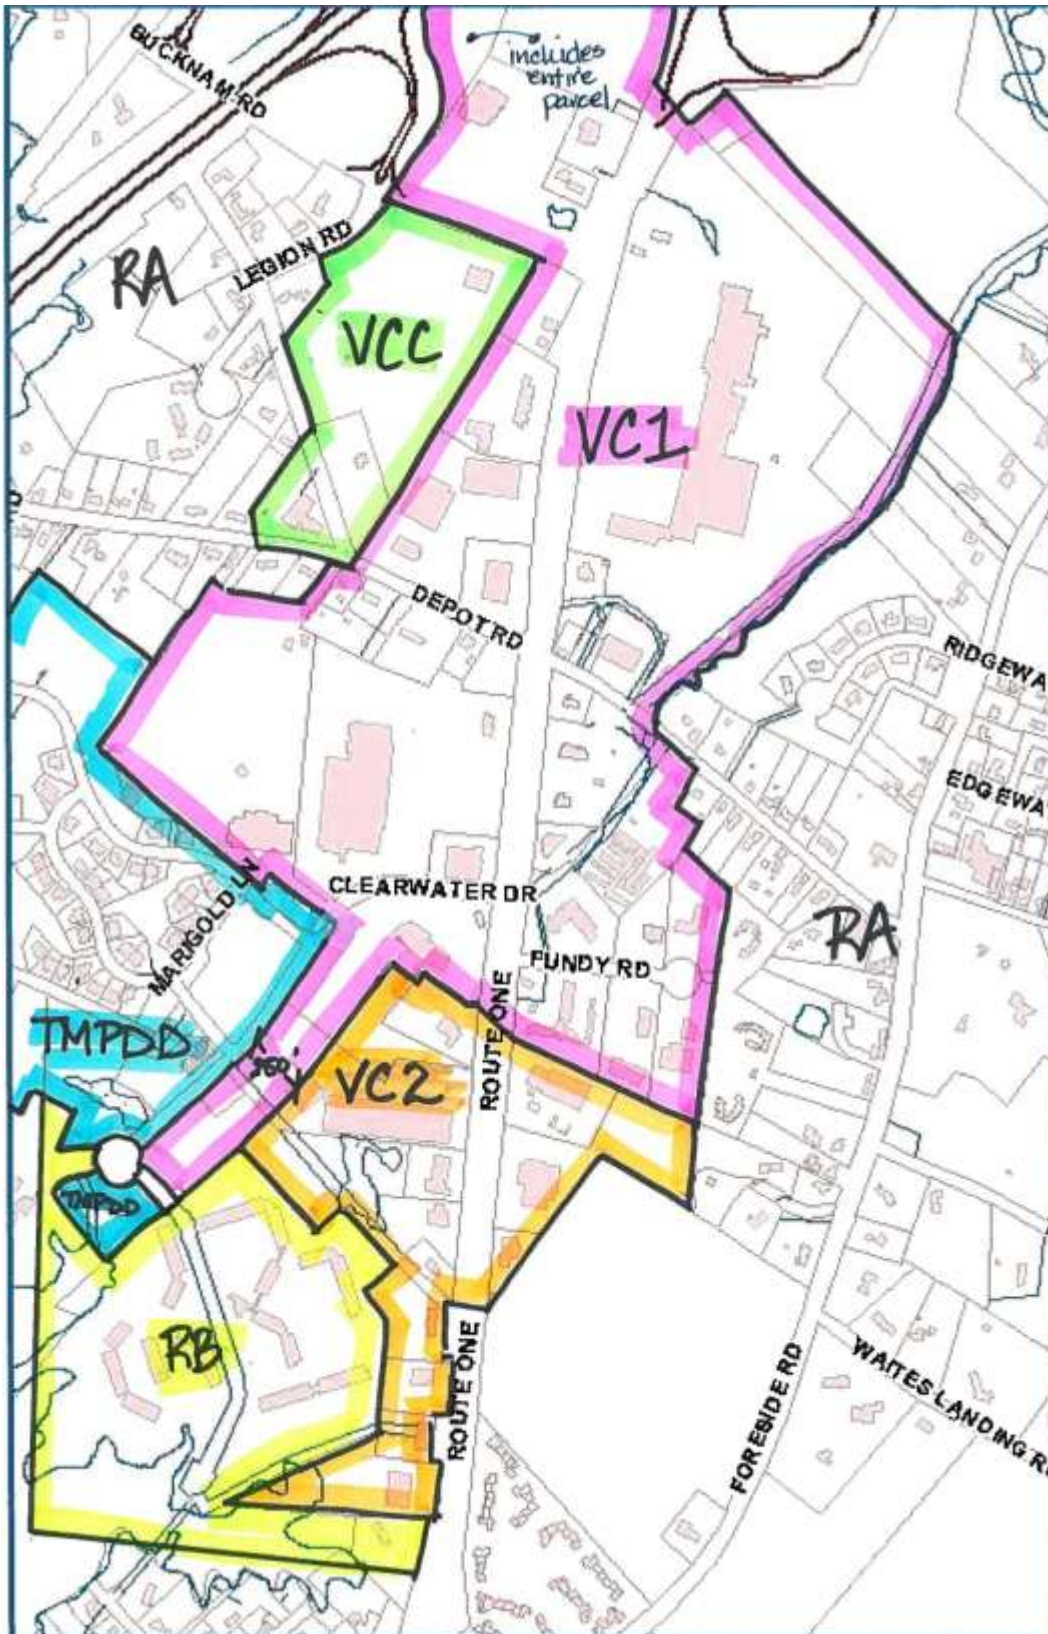 BUCKNAM RD
includes
entire
parcel
LEGION RD
RA
VCC
VC1
DEPOT RD
RIDGEWA
EDGEWA
CLEARWATER DR
MARIGOLD LN
RA
FUNDY RD
ROUTE ONE
TMPDD
VC2
TMPDD
RB
ROUTE ONE
WAITES LANDING R
FORESIDE RD